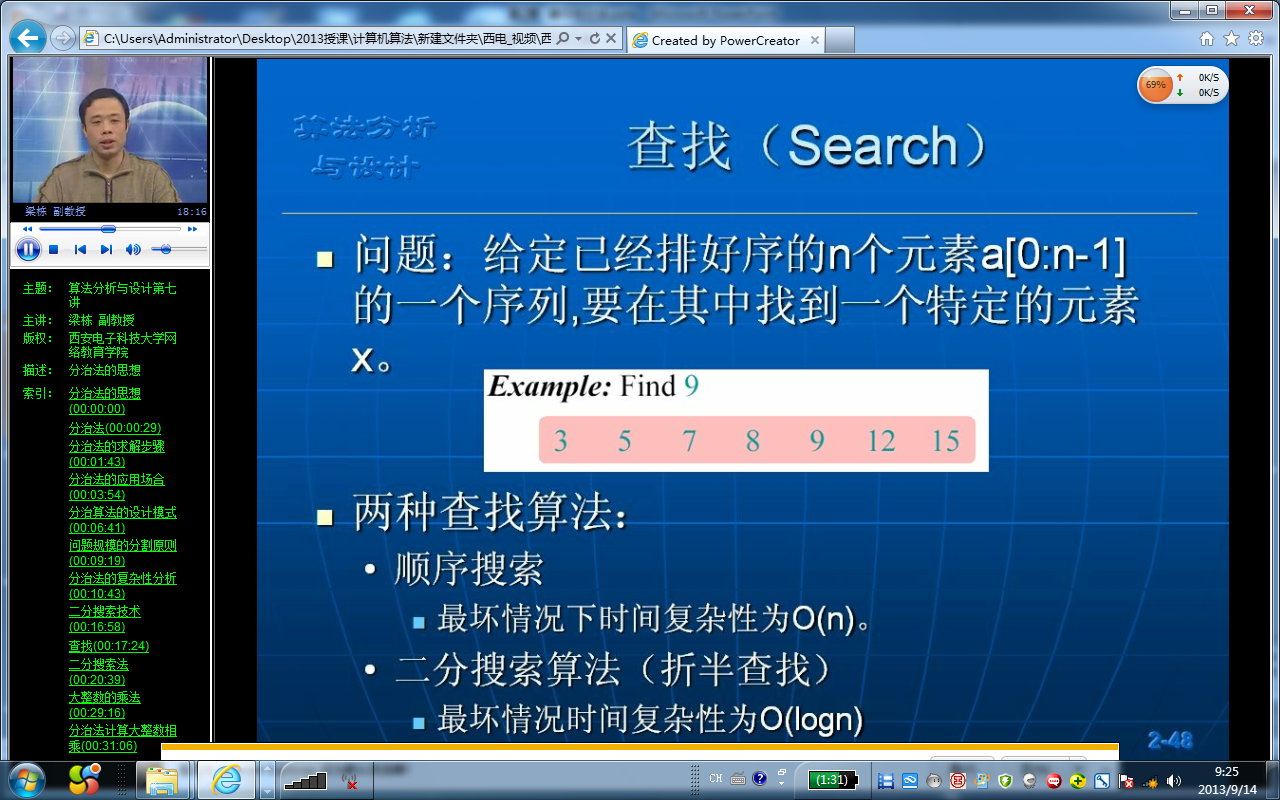 C:\Users\Administrator\Desktop\2013授课\计算机算法\新建文件夹\西电_视频\西
Created by PowerCreator
69%
0K/S
0K/S
梁栋 副教授
18:16
主题: 算法分析与设计第七
讲
主讲: 梁栋 副教授
版权: 西安电子科技大学网
络教育学院
描述: 分治法的思想
索引: 分治法的思想
(00:00:00)
分治法(00:00:29)
分治法的求解步骤
(00:01:43)
分治法的应用场合
(00:03:54)
分治算法的设计模式
(00:06:41)
问题规模的分割原则
(00:09:19)
分治法的复杂性分析
(00:10:43)
二分搜索技术
(00:16:58)
查找(00:17:24)
二分搜索法
(00:20:39)
大整数的乘法
(00:29:16)
分治法计算大整数相
乘(00:31:06)
算法分析
与设计
查找（Search）
问题：给定已经排好序的n个元素a[0:n-1]
的一个序列,要在其中找到一个特定的元素
x。
Example: Find 9
3 5 7 8 9 12 15
两种查找算法：
• 顺序搜索
最坏情况下时间复杂性为O(n)。
• 二分搜索算法（折半查找）
最坏情况时间复杂性为O(logn)
2-48
CH
(1:31)
9:25
2013/9/14